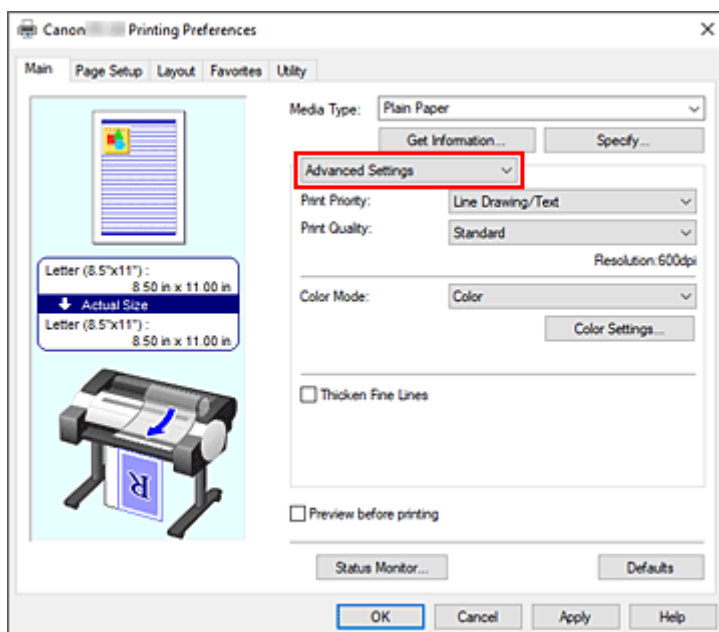 Canon Printing Preferences
Main Page Setup Layout Favorites Utility
Media Type: Plain Paper
Get Information... Specify...
Advanced Settings
Print Priority: Line Drawing/Text
Print Quality: Standard
Resolution:600dpi
Letter (8.5"x11") :
8.50 in x 11.00 in
Actual Size
Letter (8.5"x11") :
8.50 in x 11.00 in
Color Mode: Color
Color Settings...
Thicken Fine Lines
R
Preview before printing
Status Monitor... Defaults
OK Cancel Apply Help